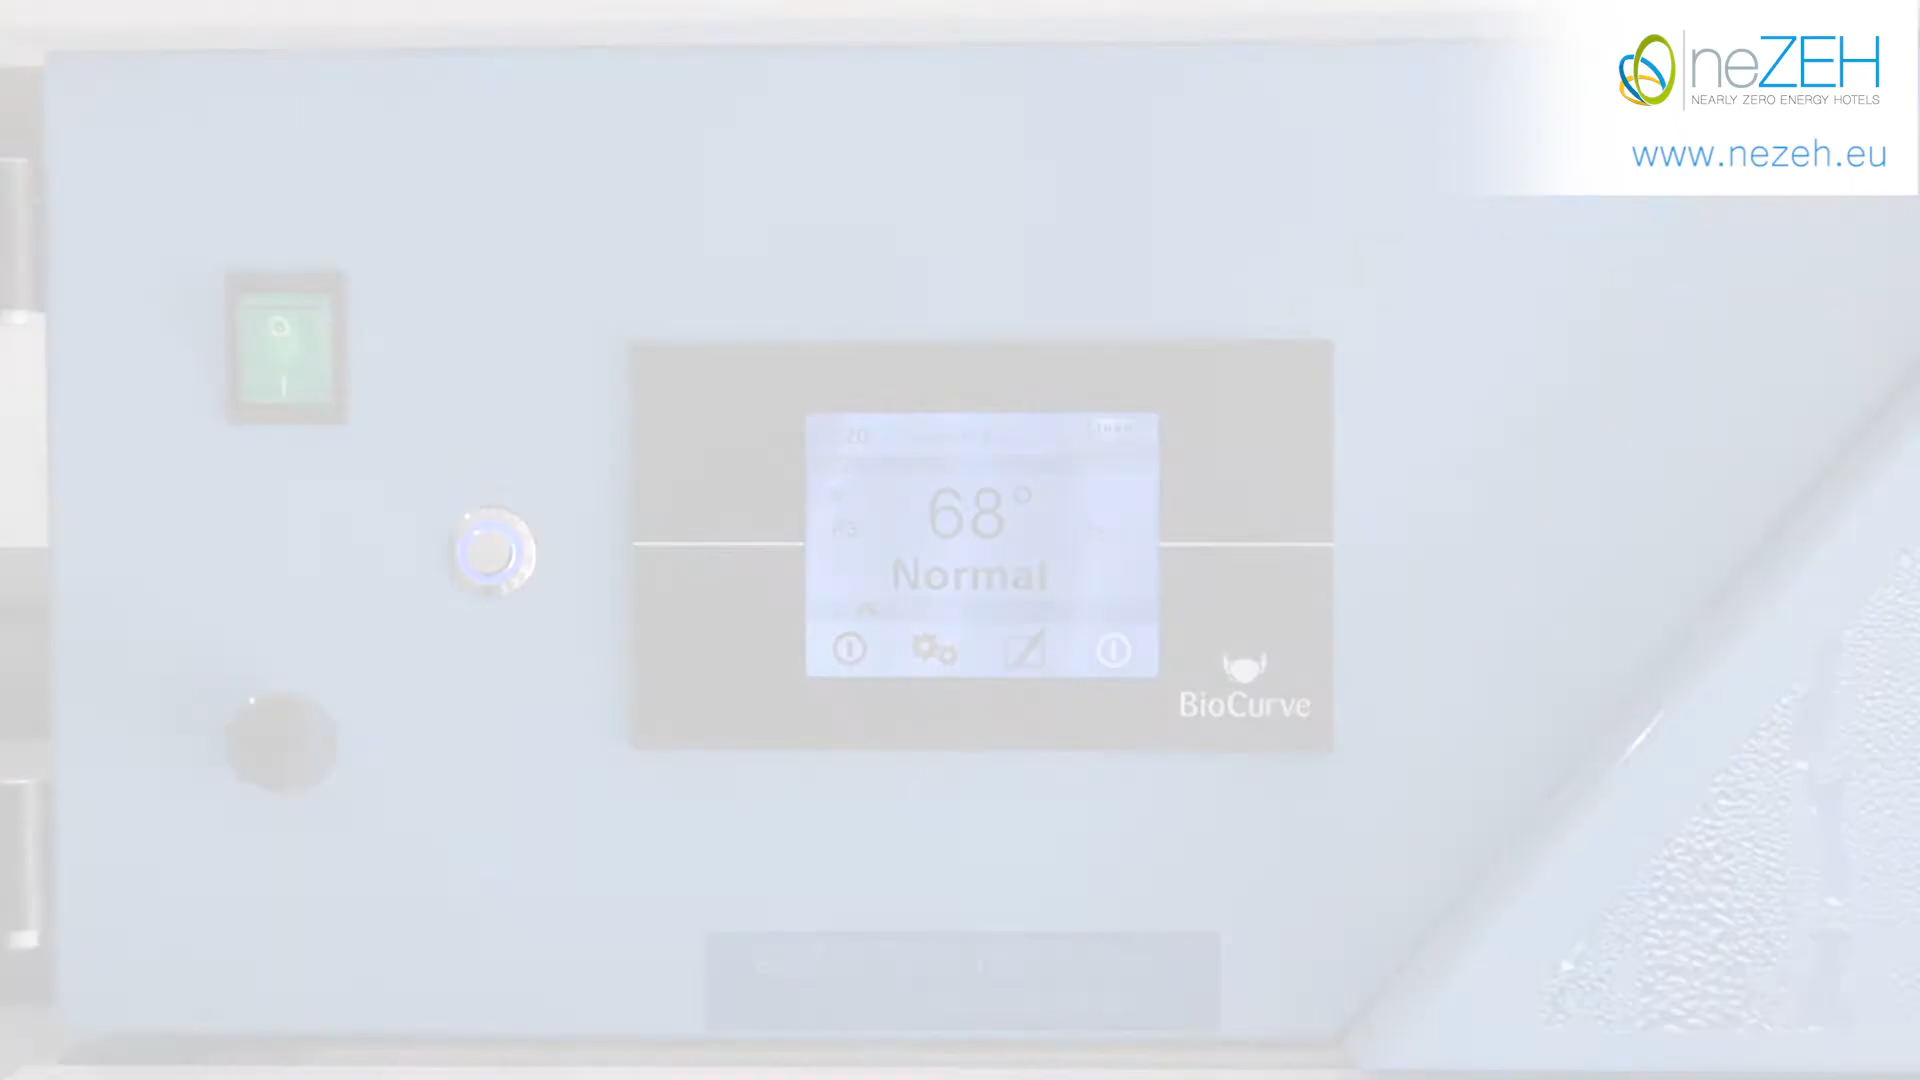 neZEH
NEARLY ZERO ENERGY HOTELS
www.nezeh.eu
68°
Normal
BioCurve